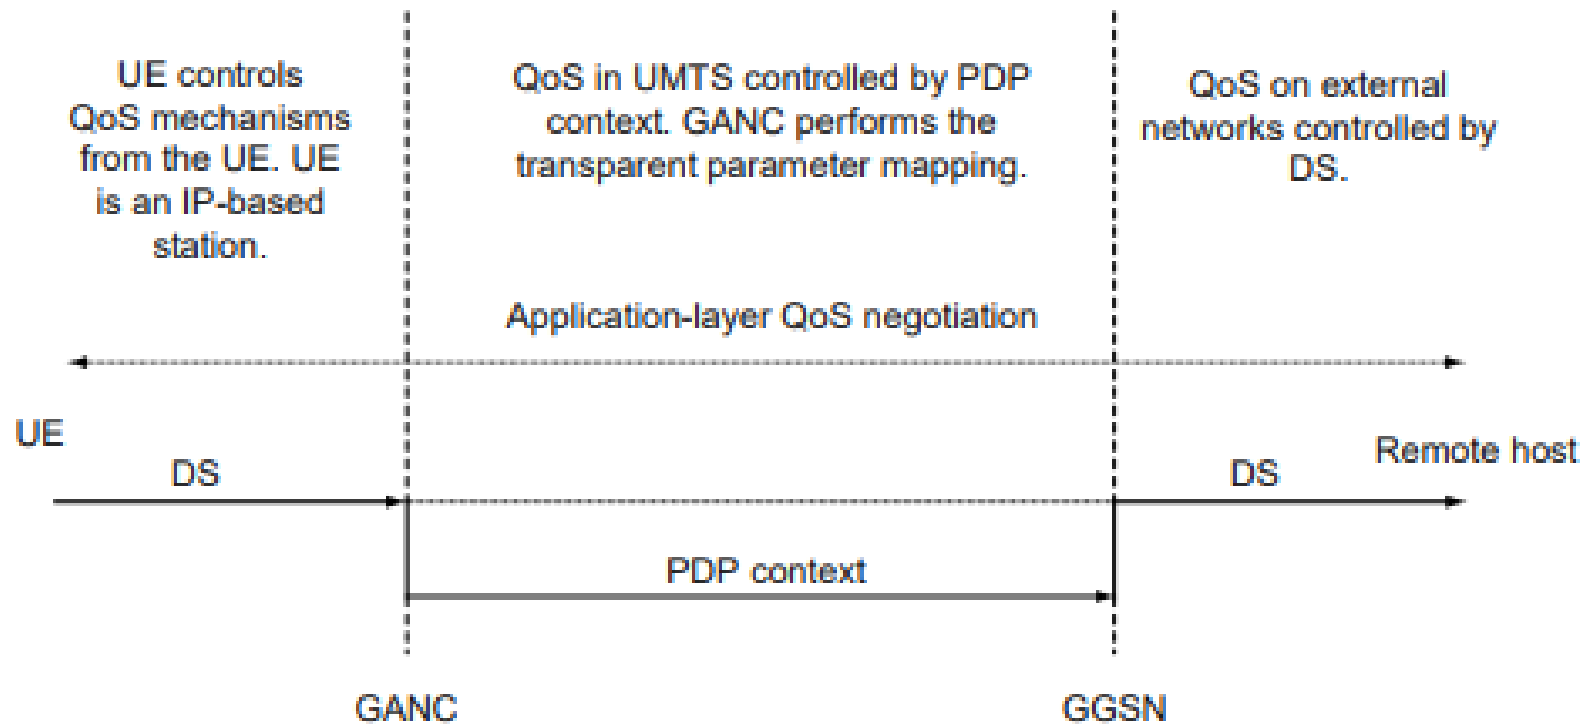 UE controls
QoS mechanisms
from the UE. UE
is an IP-based
station.
QoS in UMTS controlled by PDP
context. GANC performs the
transparent parameter mapping.
QoS on external
networks controlled by
DS.
Application-layer QoS negotiation
UE
DS
DS
Remote host
PDP context
GANC
GGSN